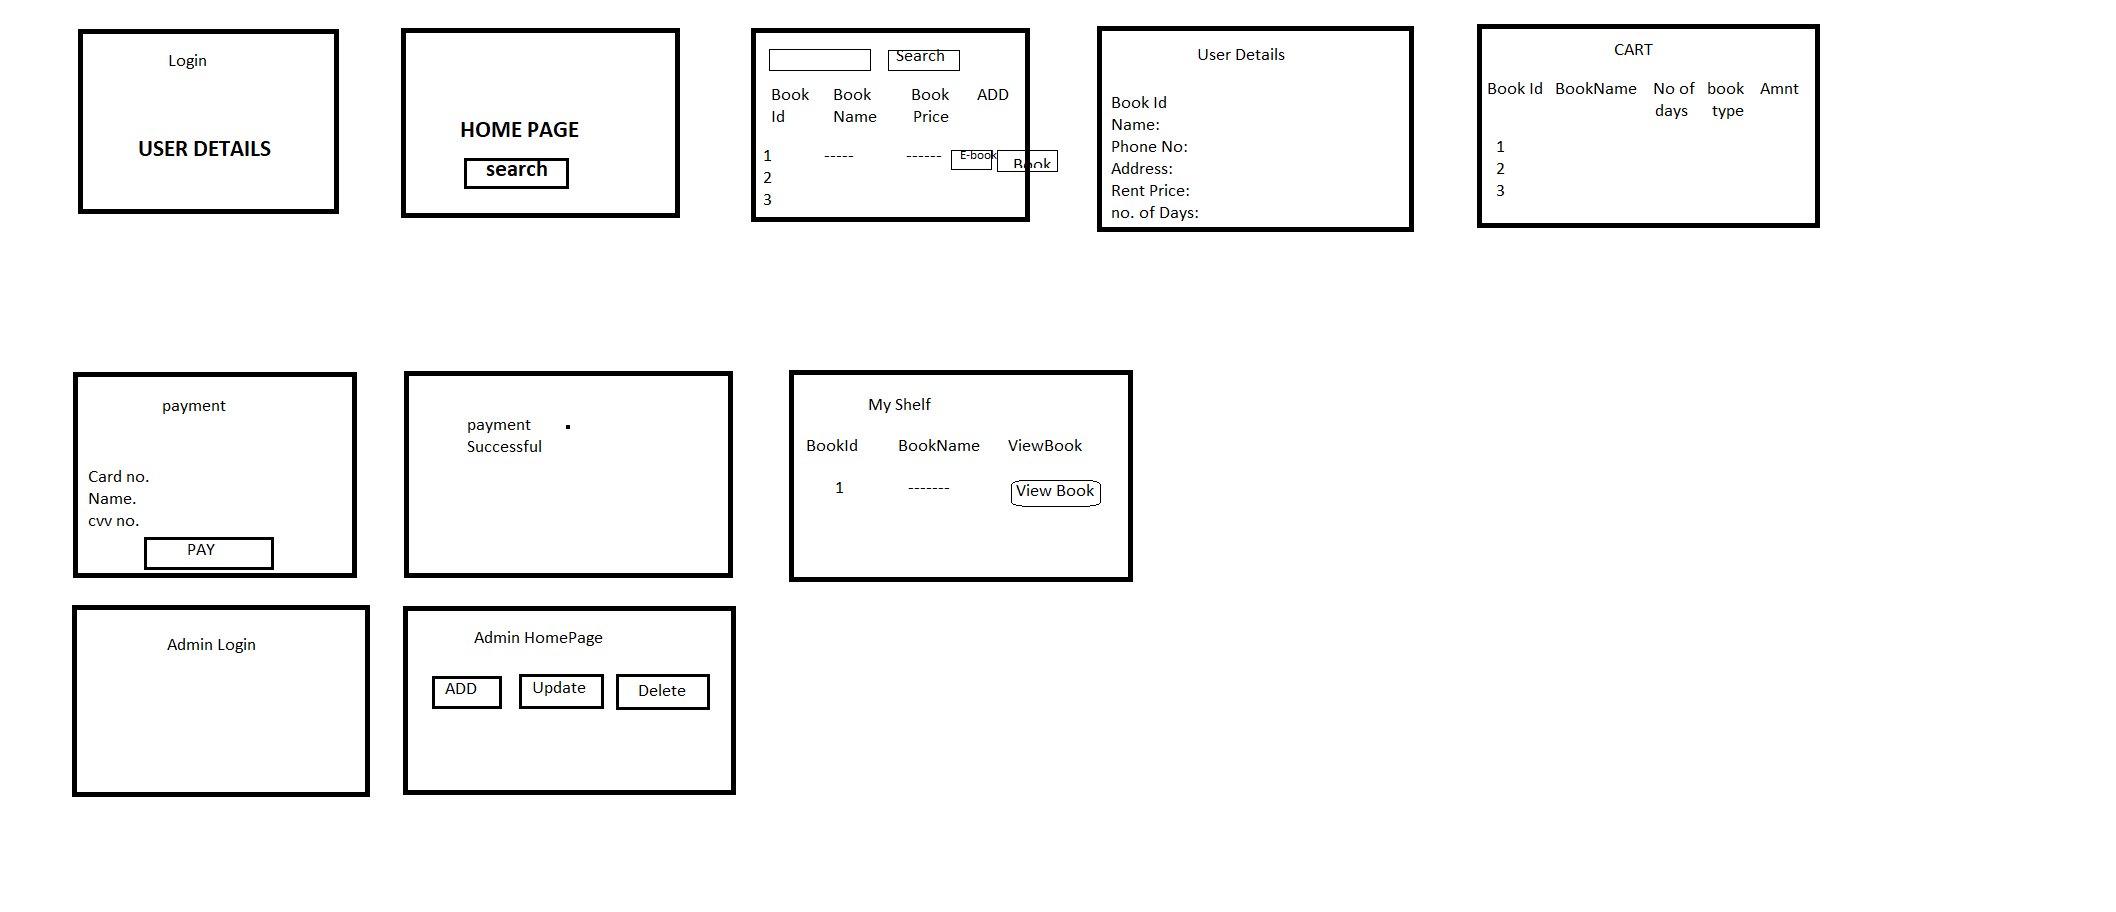 Login
USER DETAILS
HOME PAGE
search
Search
Book Id Book Name Book Price ADD
1 ----- ------ E-book Book
2
3
User Details
Book Id
Name:
Phone No:
Address:
Rent Price:
no. of Days:
CART
Book Id BookName No of days book type Amnt
1
2
3
payment
Card no.
Name.
cvv no.
PAY
payment
Successful
My Shelf
BookId BookName ViewBook
1 ------- View Book
Admin Login
Admin HomePage
ADD Update Delete